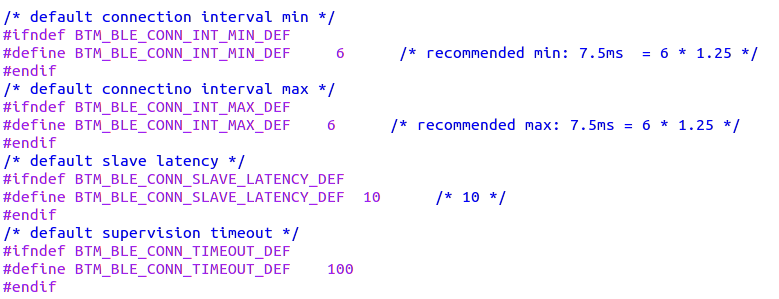 /* default connection interval min */
#ifndef BTM_BLE_CONN_INT_MIN_DEF
#define BTM_BLE_CONN_INT_MIN_DEF     6      /* recommended min: 7.5ms  = 6 * 1.25 */
#endif
/* default connectino interval max */
#ifndef BTM_BLE_CONN_INT_MAX_DEF
#define BTM_BLE_CONN_INT_MAX_DEF    6      /* recommended max: 7.5ms = 6 * 1.25 */
#endif
/* default slave latency */
#ifndef BTM_BLE_CONN_SLAVE_LATENCY_DEF
#define BTM_BLE_CONN_SLAVE_LATENCY_DEF  10      /* 10 */
#endif
/* default supervision timeout */
#ifndef BTM_BLE_CONN_TIMEOUT_DEF
#define BTM_BLE_CONN_TIMEOUT_DEF    100
#endif